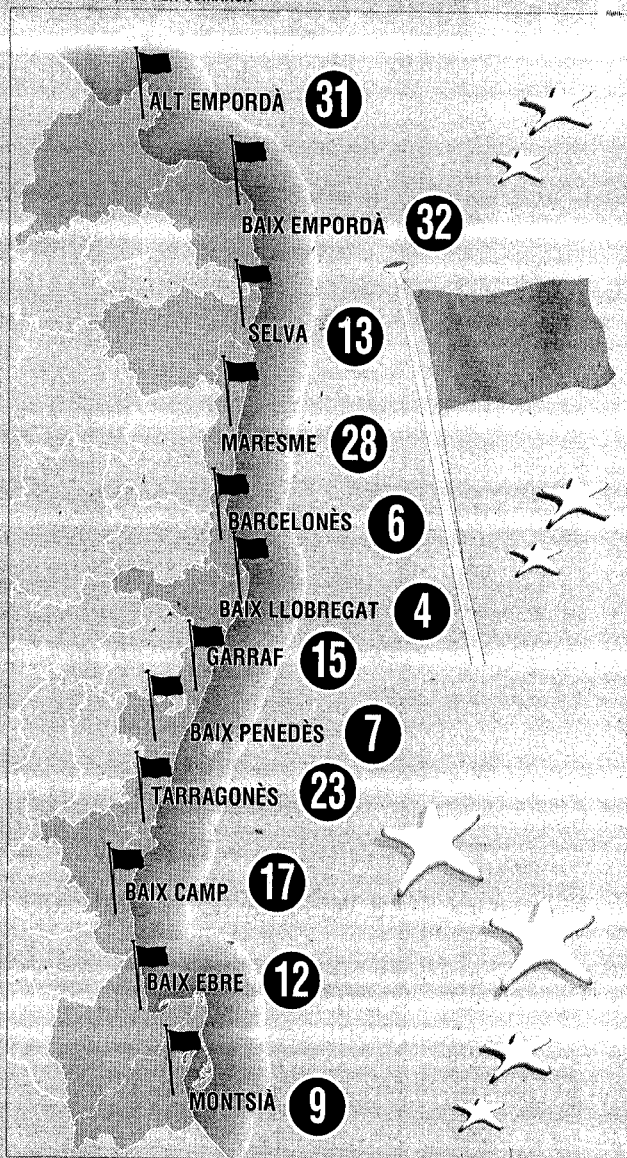 ALT EMPORDÀ 31
BAIX EMPORDÀ 32
SELVA 13
MARESME 28
BARCELONÈS 6
BAIX LLOBREGAT 4
GARRAF 15
BAIX PENEDÈS 7
TARRAGONÈS 23
BAIX CAMP 17
BAIX EBRE 12
MONTSIÀ 9